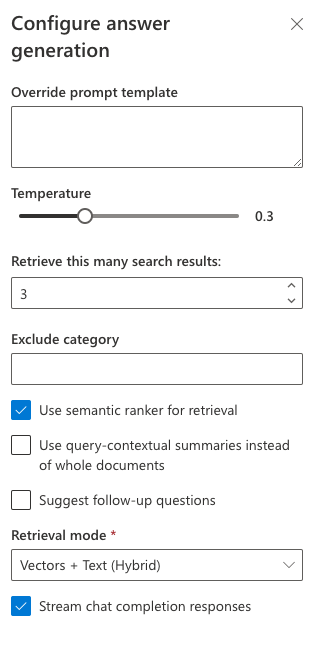 Configure answer
generation
Override prompt template
Temperature
0.3
Retrieve this many search results:
3
Exclude category
Use semantic ranker for retrieval
Use query-contextual summaries instead
of whole documents
Suggest follow-up questions
Retrieval mode *
Vectors + Text (Hybrid)
Stream chat completion responses